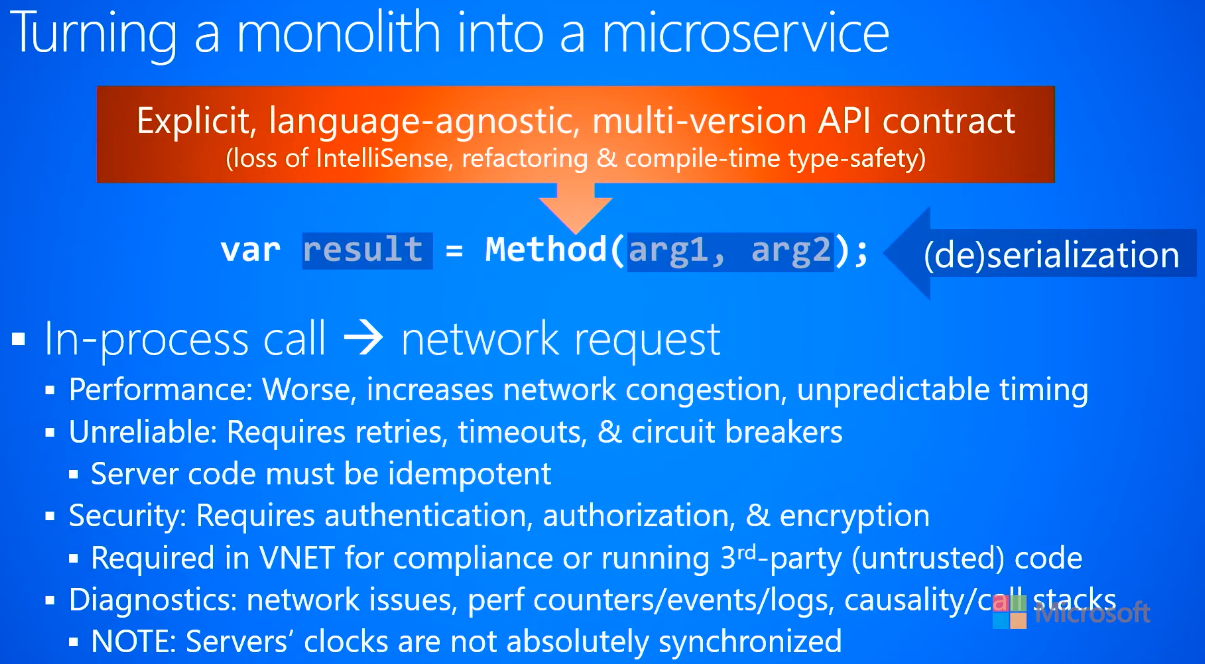 Turning a monolith into a microservice
Explicit, language-agnostic, multi-version API contract
(loss of IntelliSense, refactoring & compile-time type-safety)
var result = Method(arg1, arg2);
(de)serialization
▪ In-process call → network request
▪ Performance: Worse, increases network congestion, unpredictable timing
▪ Unreliable: Requires retries, timeouts, & circuit breakers
▪ Server code must be idempotent
▪ Security: Requires authentication, authorization, & encryption
▪ Required in VNET for compliance or running 3rd-party (untrusted) code
▪ Diagnostics: network issues, perf counters/events/logs, causality/call stacks
Microsoft
▪ NOTE: Servers’ clocks are not absolutely synchronized